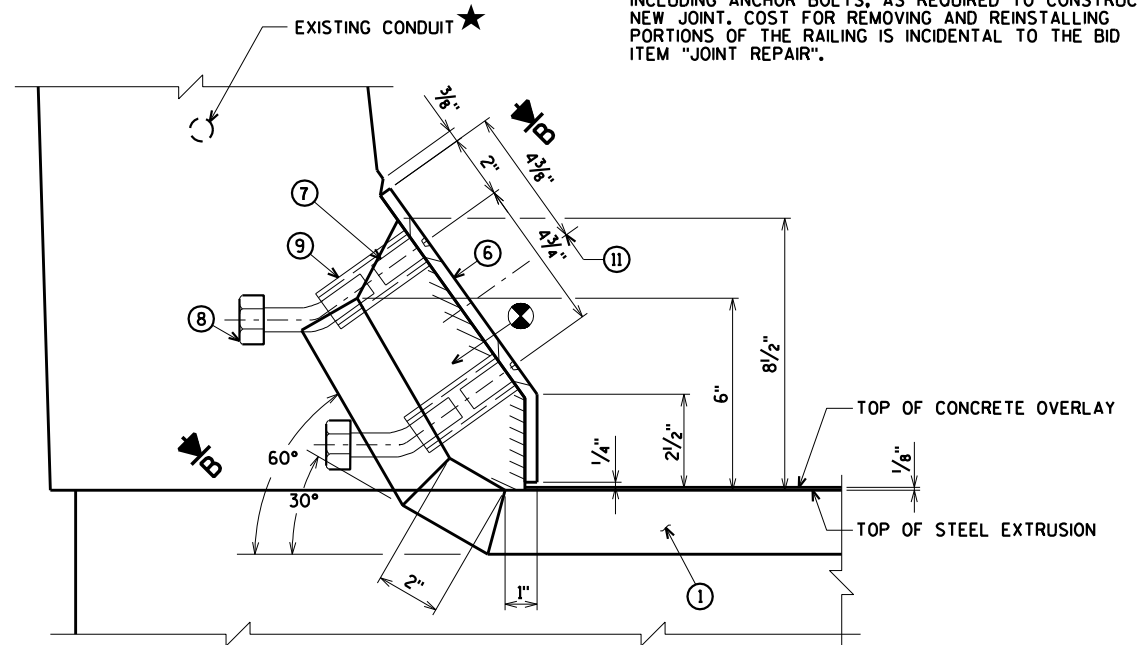 INCLUDING ANCHOR BOLTS, AS REQUIRED TO CONSTRUCT
NEW JOINT. COST FOR REMOVING AND REINSTALLING
PORTIONS OF THE RAILING IS INCIDENTAL TO THE BID
ITEM "JOINT REPAIR".
EXISTING CONDUIT ★
3/8"
2"
4 3/8"
B
7
9
6
4 3/4"
11
8
8 1/2"
6"
2 1/2"
1/4"
TOP OF CONCRETE OVERLAY
1/8"
B
60°
30°
TOP OF STEEL EXTRUSION
2"
1"
1